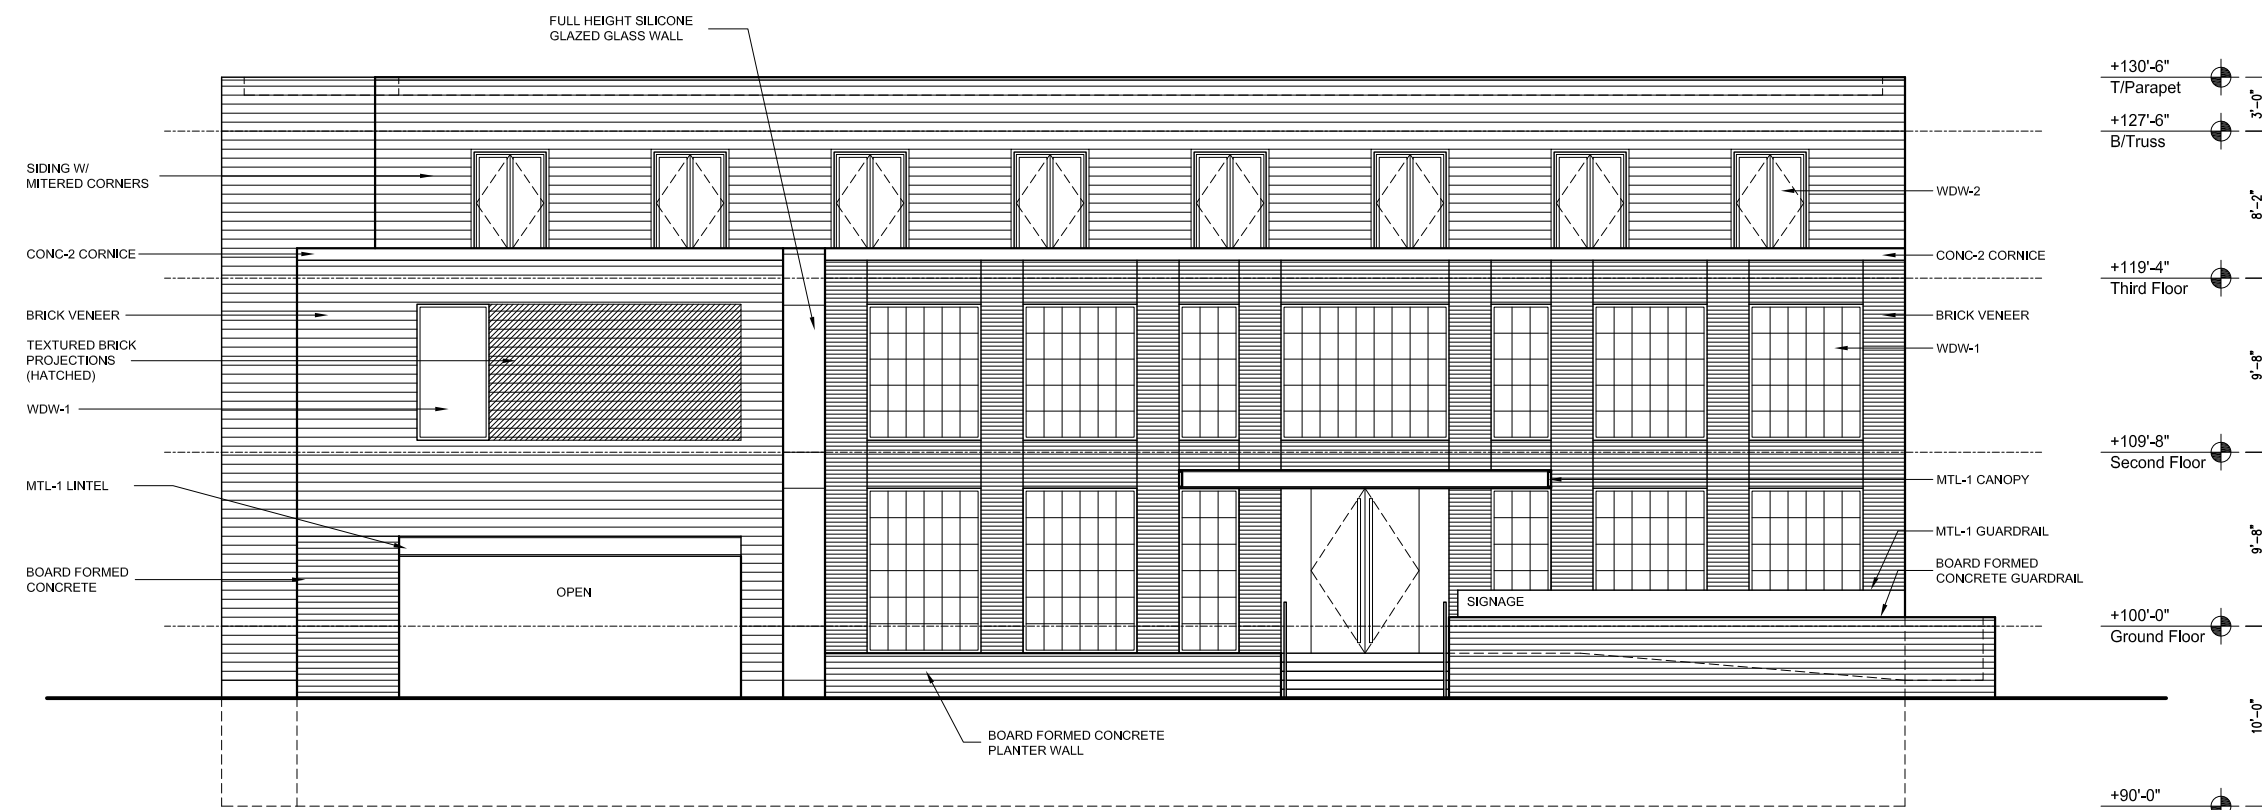 FULL HEIGHT SILICONE
GLAZED GLASS WALL
SIDING W/
MITERED CORNERS
CONC-2 CORNICE
BRICK VENEER
TEXTURED BRICK
PROJECTIONS
(HATCHED)
WDW-1
MTL-1 LINTEL
BOARD FORMED
CONCRETE
OPEN
SIGNAGE
BOARD FORMED CONCRETE
PLANTER WALL
WDW-2
CONC-2 CORNICE
BRICK VENEER
WDW-1
MTL-1 CANOPY
MTL-1 GUARDRAIL
BOARD FORMED
CONCRETE GUARDRAIL
+130'-6"
T/Parapet
3'-0"
+127'-6"
B/Truss
8'-2"
+119'-4"
Third Floor
9'-8"
+109'-8"
Second Floor
9'-8"
+100'-0"
Ground Floor
10'-0"
+90'-0"